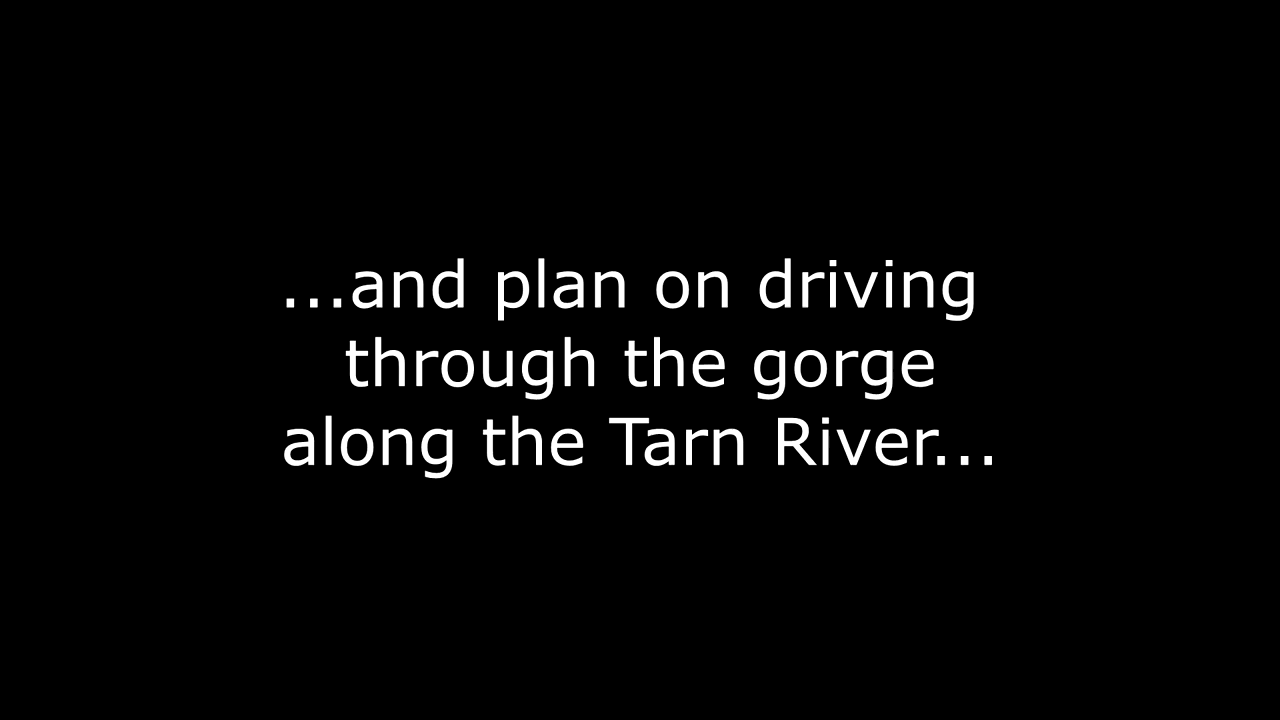 ...and plan on driving
through the gorge
along the Tarn River...